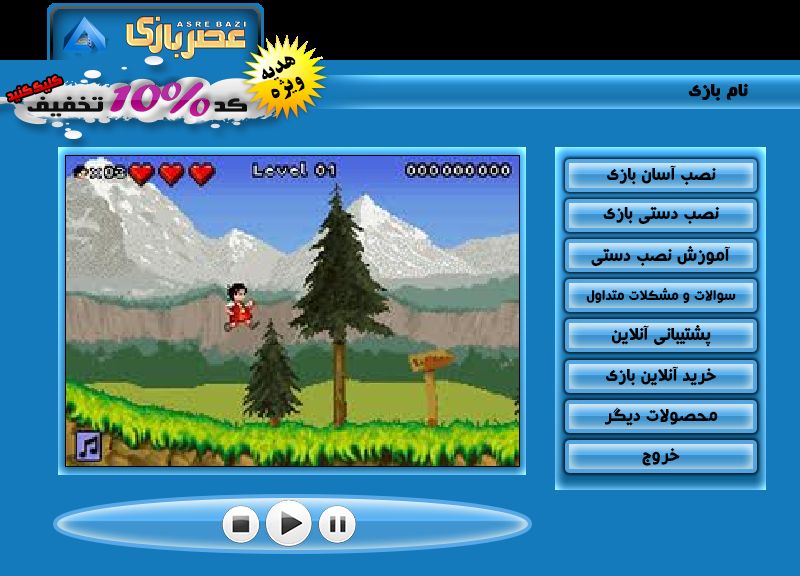 ASRE BAZI
عصر بازی
هدیه
ویژه
کلیک کنید
کد 10% تخفیف
نام بازی
x03
Level 01
000000000
نصب آسان بازی
نصب دستی بازی
آموزش نصب دستی
سوالات و مشکلات متداول
پشتیبانی آنلاین
خرید آنلاین بازی
محصولات دیگر
خروج